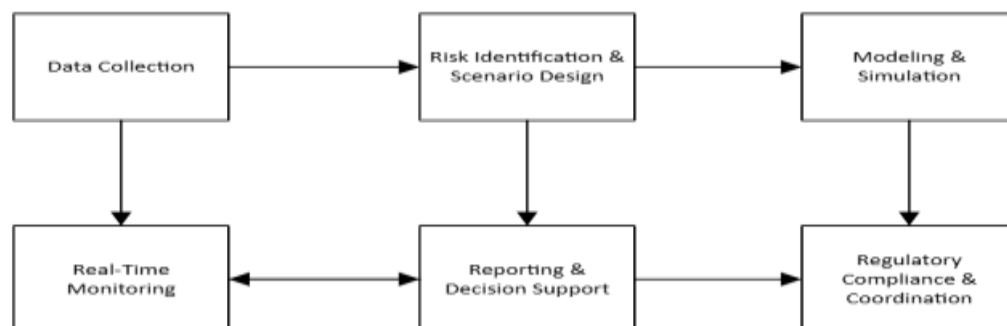 Data Collection
Risk Identification &
Scenario Design
Modeling &
Simulation
Real-Time
Monitoring
Reporting &
Decision Support
Regulatory
Compliance &
Coordination